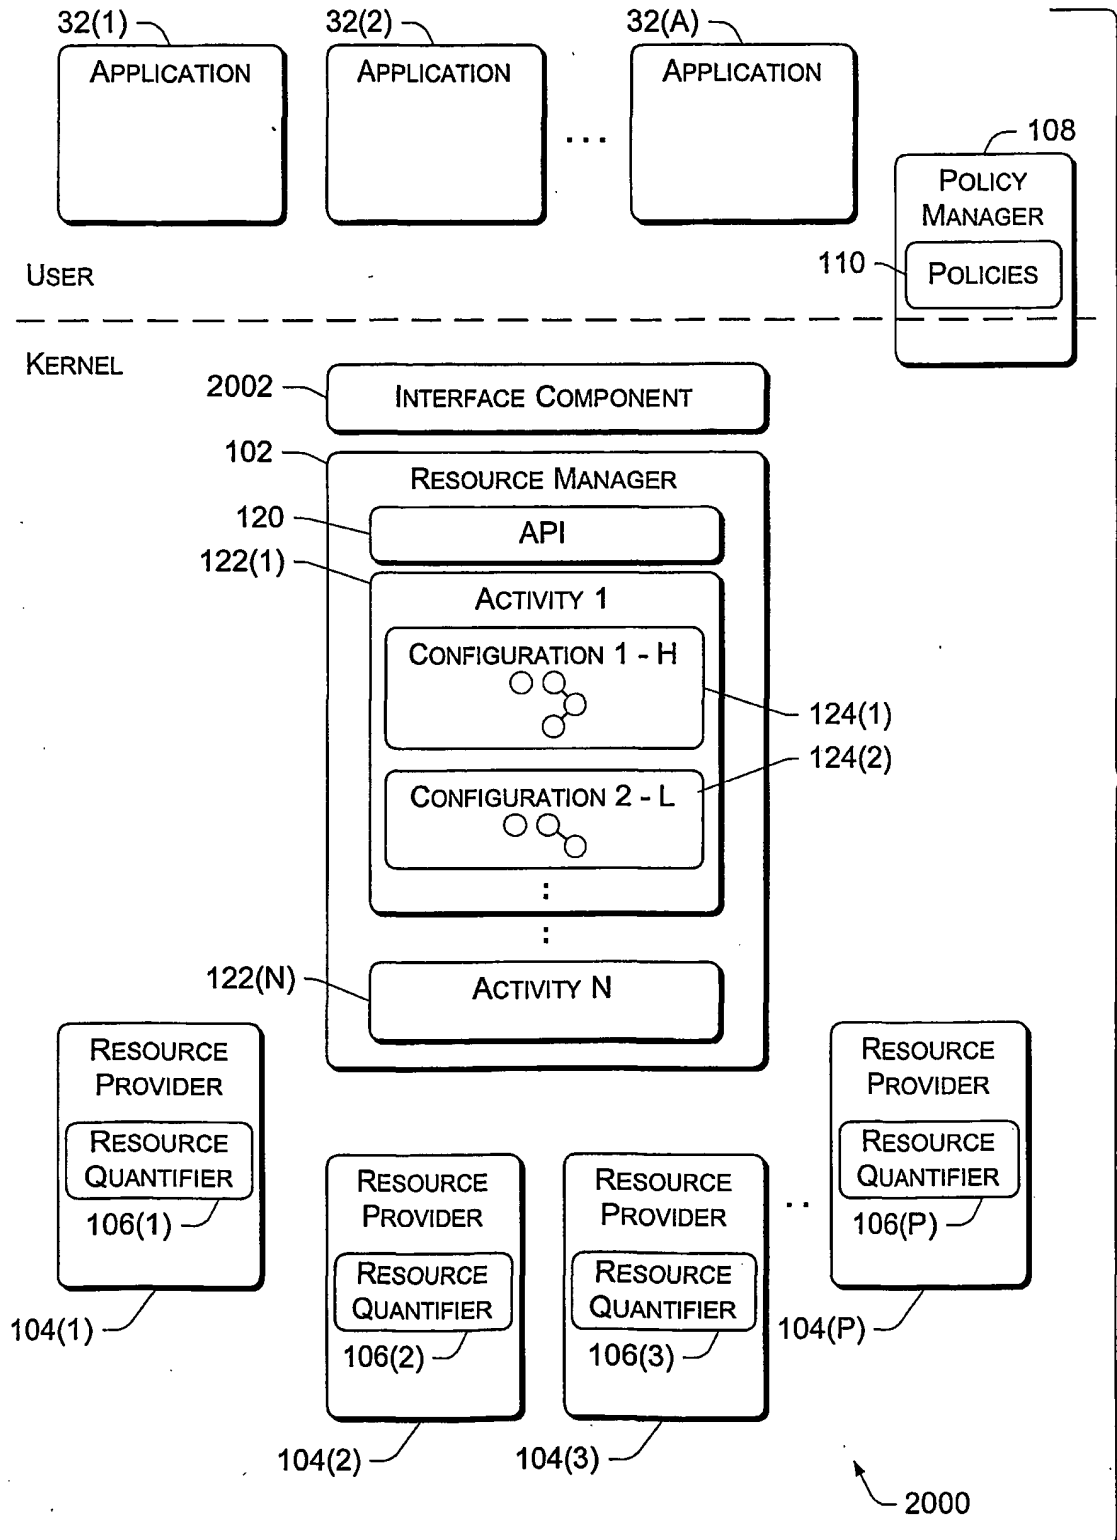 32(1)
32(2)
32(A)
APPLICATION
APPLICATION
APPLICATION
...
108
POLICY
MANAGER
110
POLICIES
USER
KERNEL
2002
INTERFACE COMPONENT
102
RESOURCE MANAGER
120
API
122(1)
ACTIVITY 1
CONFIGURATION 1 - H
124(1)
124(2)
CONFIGURATION 2 - L
122(N)
ACTIVITY N
RESOURCE
PROVIDER
RESOURCE
QUANTIFIER
106(1)
104(1)
RESOURCE
PROVIDER
RESOURCE
QUANTIFIER
106(2)
104(2)
RESOURCE
PROVIDER
RESOURCE
QUANTIFIER
106(3)
104(3)
..
RESOURCE
PROVIDER
RESOURCE
QUANTIFIER
106(P)
104(P)
2000